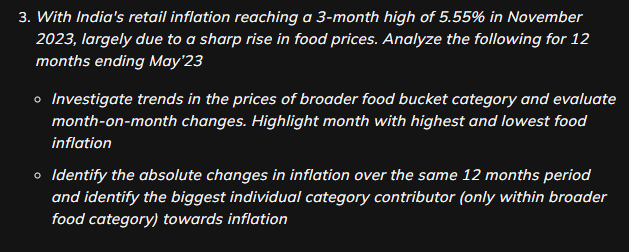 3. With India's retail inflation reaching a 3-month high of 5.55% in November
2023, largely due to a sharp rise in food prices. Analyze the following for 12
months ending May'23
○ Investigate trends in the prices of broader food bucket category and evaluate
month-on-month changes. Highlight month with highest and lowest food
inflation
○ Identify the absolute changes in inflation over the same 12 months period
and identify the biggest individual category contributor (only within broader
food category) towards inflation